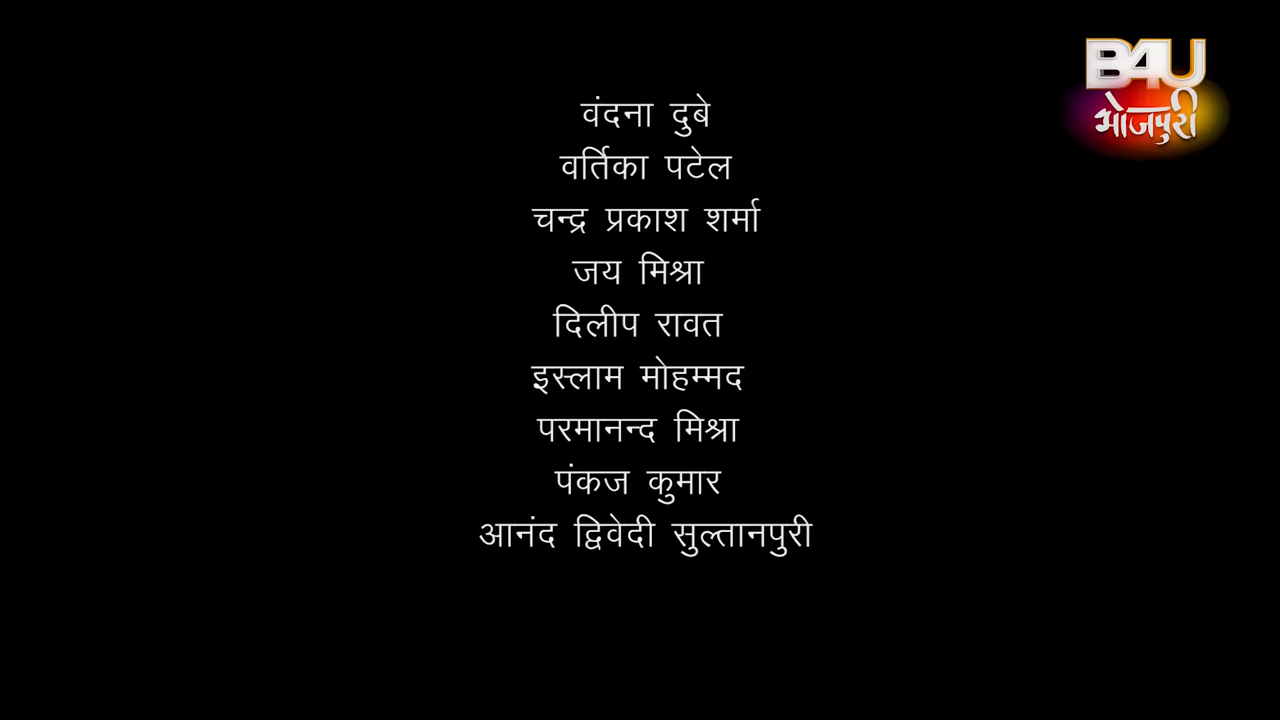 B4U
भोजपुरी
वंदना दुबे
वर्तिका पटेल
चन्द्र प्रकाश शर्मा
जय मिश्रा
दिलीप रावत
इस्लाम मोहम्मद
परमानन्द मिश्रा
पंकज कुमार
आनंद द्विवेदी सुल्तानपुरी